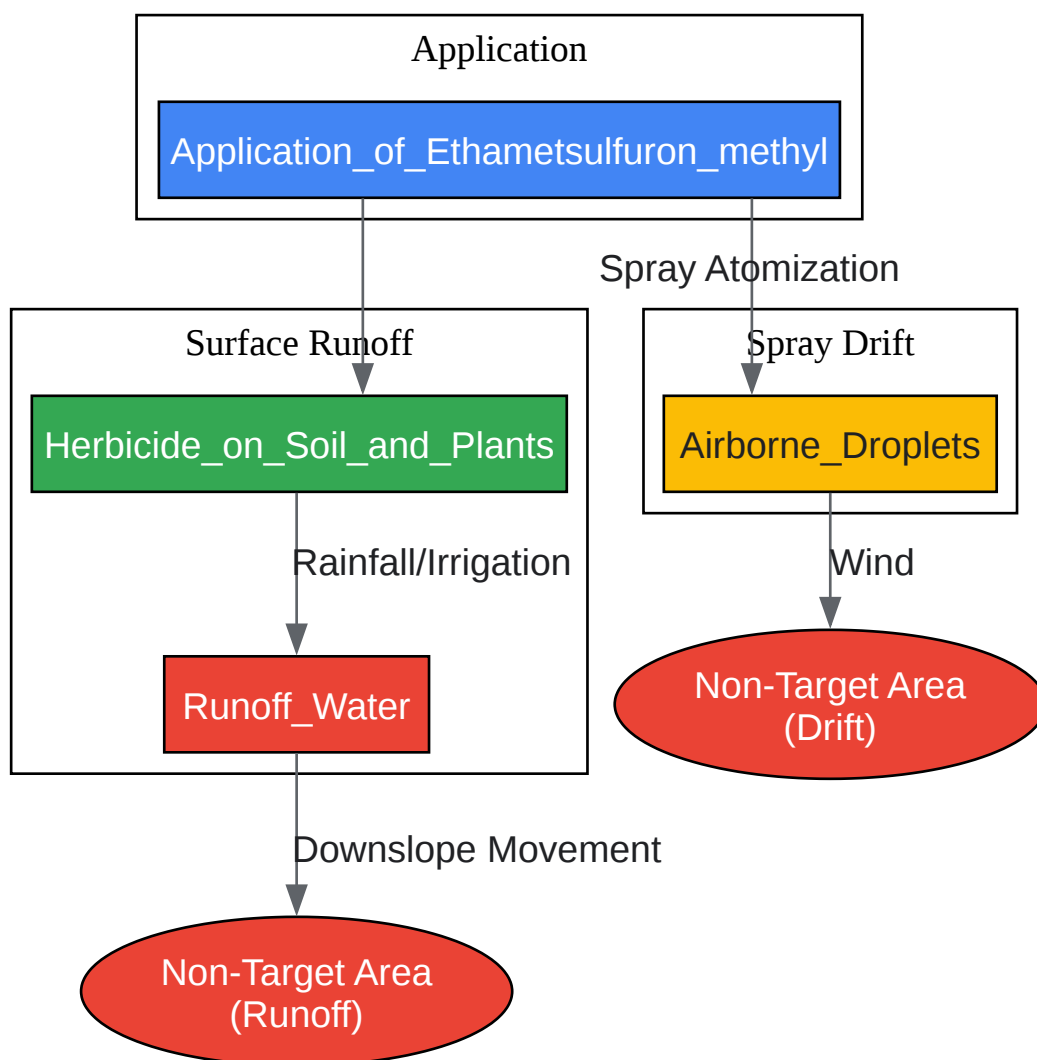 Application
Application_of_Ethametsulfuron_methyl
Spray Atomization
Surface Runoff
Spray Drift
Herbicide_on_Soil_and_Plants
Airborne_Droplets
Rainfall/Irrigation
Wind
Runoff_Water
Non-Target Area
(Drift)
Downslope Movement
Non-Target Area
(Runoff)